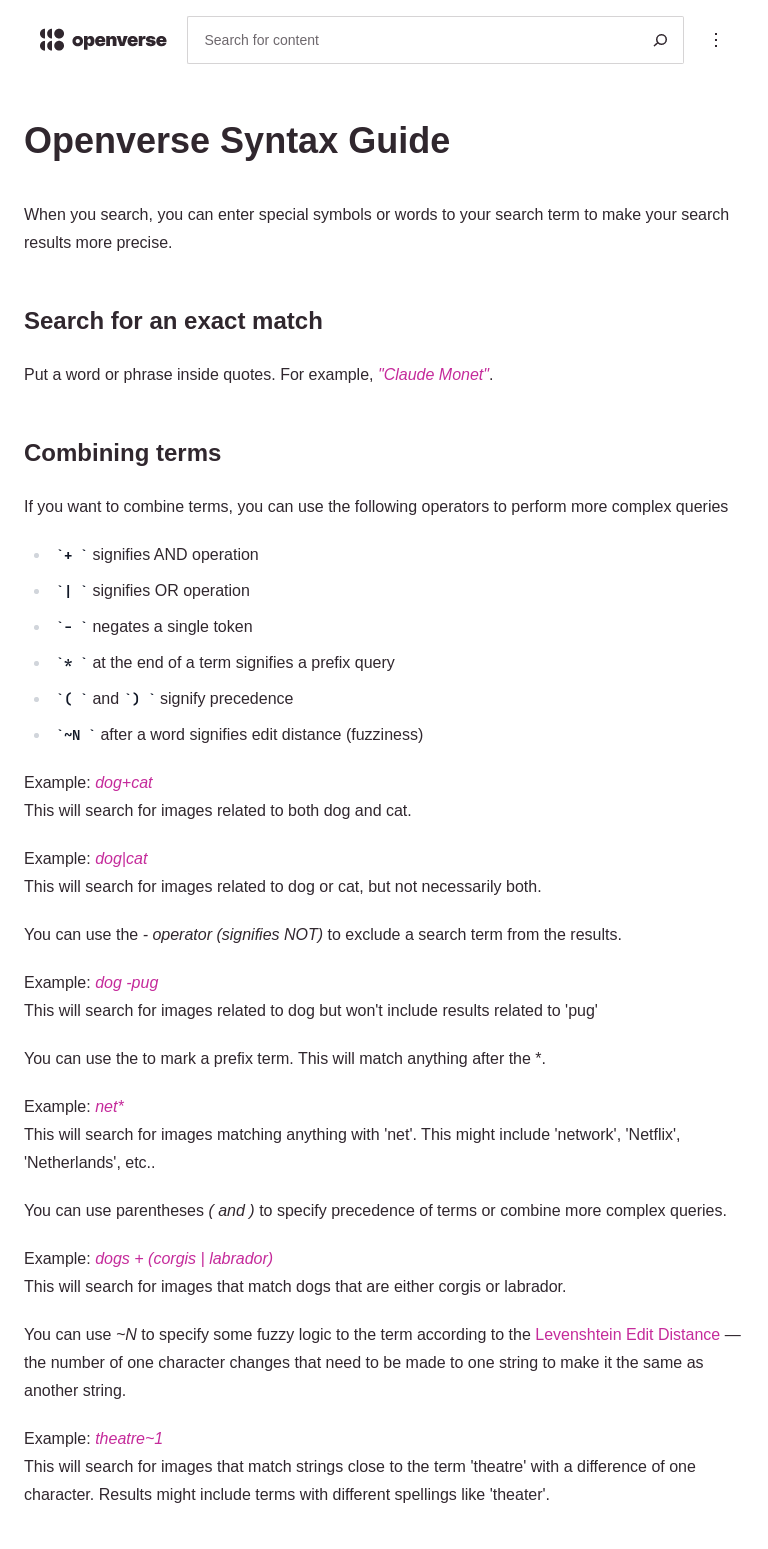 openverse
Search for content
Openverse Syntax Guide
When you search, you can enter special symbols or words to your search term to make your search
results more precise.
Search for an exact match
Put a word or phrase inside quotes. For example, "Claude Monet".
Combining terms
If you want to combine terms, you can use the following operators to perform more complex queries
`+ ` signifies AND operation
`| ` signifies OR operation
`- ` negates a single token
`* ` at the end of a term signifies a prefix query
`( ` and `) ` signify precedence
`~N ` after a word signifies edit distance (fuzziness)
Example: dog+cat
This will search for images related to both dog and cat.
Example: dog|cat
This will search for images related to dog or cat, but not necessarily both.
You can use the - operator (signifies NOT) to exclude a search term from the results.
Example: dog -pug
This will search for images related to dog but won't include results related to 'pug'
You can use the to mark a prefix term. This will match anything after the *.
Example: net*
This will search for images matching anything with 'net'. This might include 'network', 'Netflix',
'Netherlands', etc..
You can use parentheses ( and ) to specify precedence of terms or combine more complex queries.
Example: dogs + (corgis | labrador)
This will search for images that match dogs that are either corgis or labrador.
You can use ~N to specify some fuzzy logic to the term according to the Levenshtein Edit Distance —
the number of one character changes that need to be made to one string to make it the same as
another string.
Example: theatre~1
This will search for images that match strings close to the term 'theatre' with a difference of one
character. Results might include terms with different spellings like 'theater'.